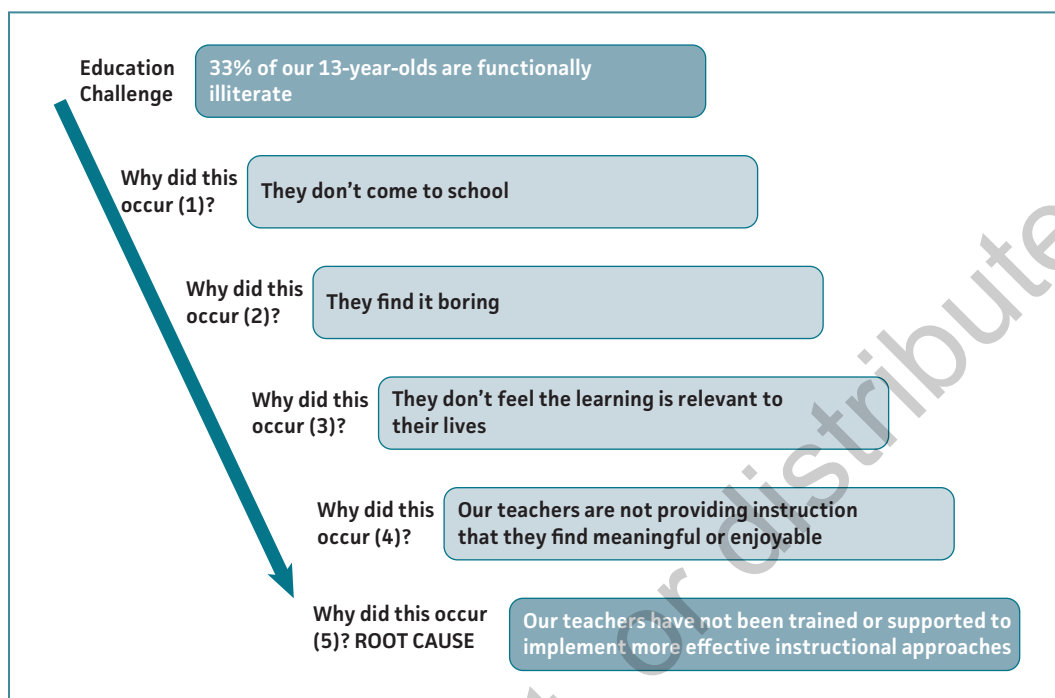 Education
Challenge
33% of our 13-year-olds are functionally
illiterate
Why did this
occur (1)?
They don’t come to school
Why did this
occur (2)?
They find it boring
Why did this
occur (3)?
They don’t feel the learning is relevant to
their lives
Why did this
occur (4)?
Our teachers are not providing instruction
that they find meaningful or enjoyable
Why did this occur
(5)? ROOT CAUSE
Our teachers have not been trained or supported to
implement more effective instructional approaches
or distribute